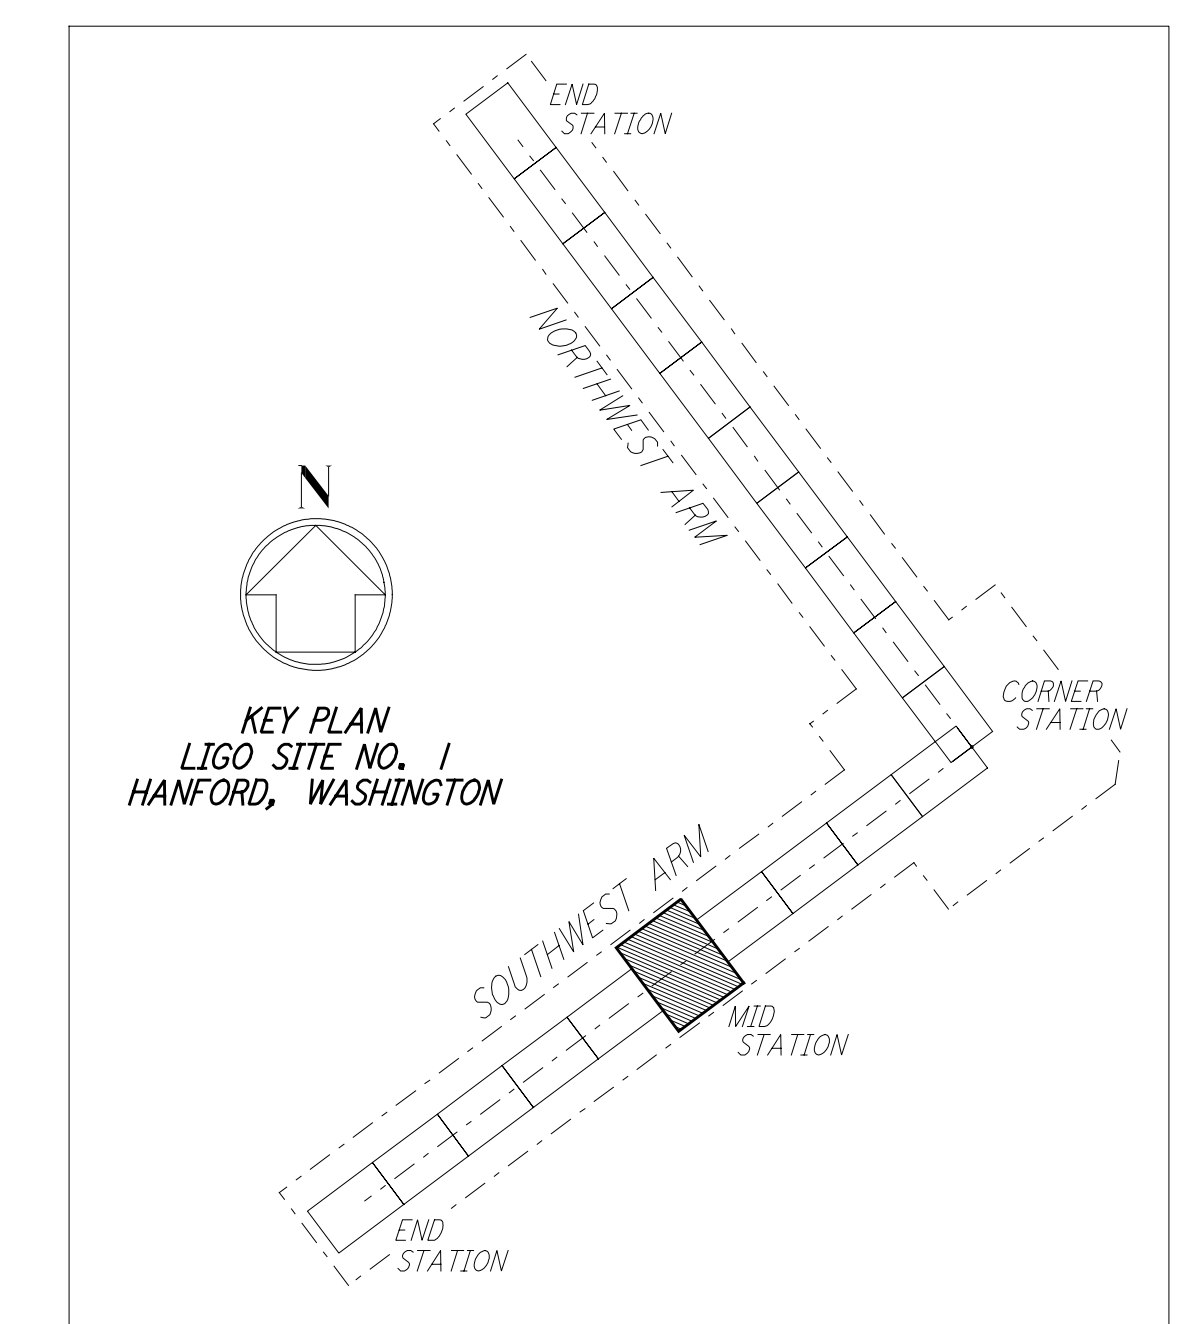 END
STATION
NORTHWEST ARM
N
CORNER
STATION
KEY PLAN
LIGO SITE NO. 1
HANFORD, WASHINGTON
SOUTHWEST ARM
MID
STATION
END
STATION